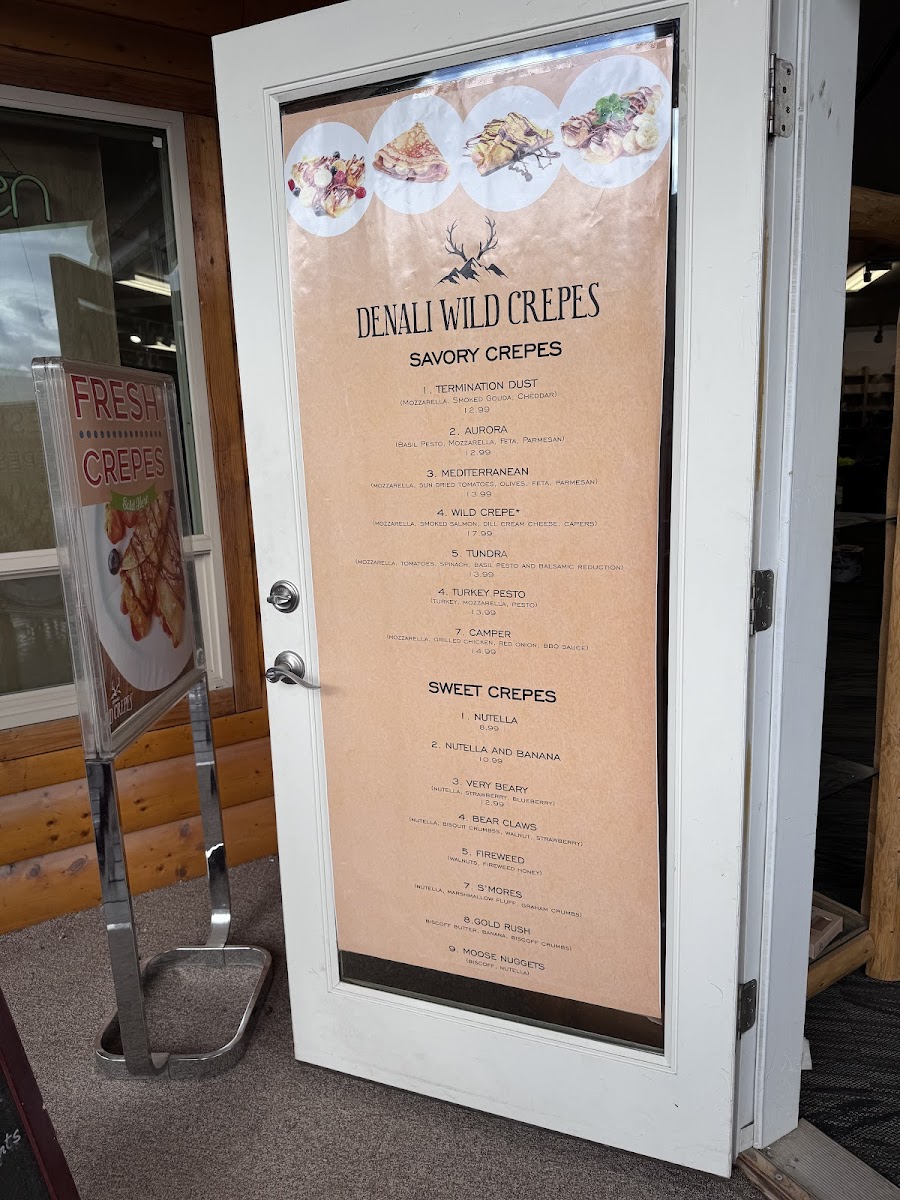 en
FRESH
CREPES
DENALI WILD CREPES
SAVORY CREPES
1. TERMINATION DUST
(MOZZARELLA, SMOKED GOUDA, CHEDDAR)
12.99
2. AURORA
(BASIL PESTO, MOZZARELLA, FETA, PARMESAN)
12.99
3. MEDITERRANEAN
(MOZZARELLA, SUN DRIED TOMATOES, OLIVES, FETA, PARMESAN)
13.99
4. WILD CREPE*
(MOZZARELLA, SMOKED SALMON, DILL CREAM CHEESE, CAPERS)
17.99
5. TUNDRA
(MOZZARELLA, TOMATOES, SPINACH, BASIL PESTO AND BALSAMIC REDUCTION)
13.99
4. TURKEY PESTO
(TURKEY, MOZZARELLA, PESTO)
13.99
7. CAMPER
(MOZZARELLA, GRILLED CHICKEN, RED ONION, BBQ SAUCE)
14.99
SWEET CREPES
1. NUTELLA
8.99
2. NUTELLA AND BANANA
10.99
3. VERY BEARY
(NUTELLA, STRAWBERRY, BLUEBERRY)
12.99
4. BEAR CLAWS
(NUTELLA, BISQUIT CRUMBSS, WALNUT, STRAWBERRY)
5. FIREWEED
(WALNUTS, FIREWEED HONEY)
7. S'MORES
(NUTELLA, MARSHMALLOW FLUFF, GRAHAM CRUMBS)
8.GOLD RUSH
BISCOFF BUTTER, BANANA, BISCOFF CRUMBS)
9. MOOSE NUGGETS
(BISCOFF, NUTELLA)